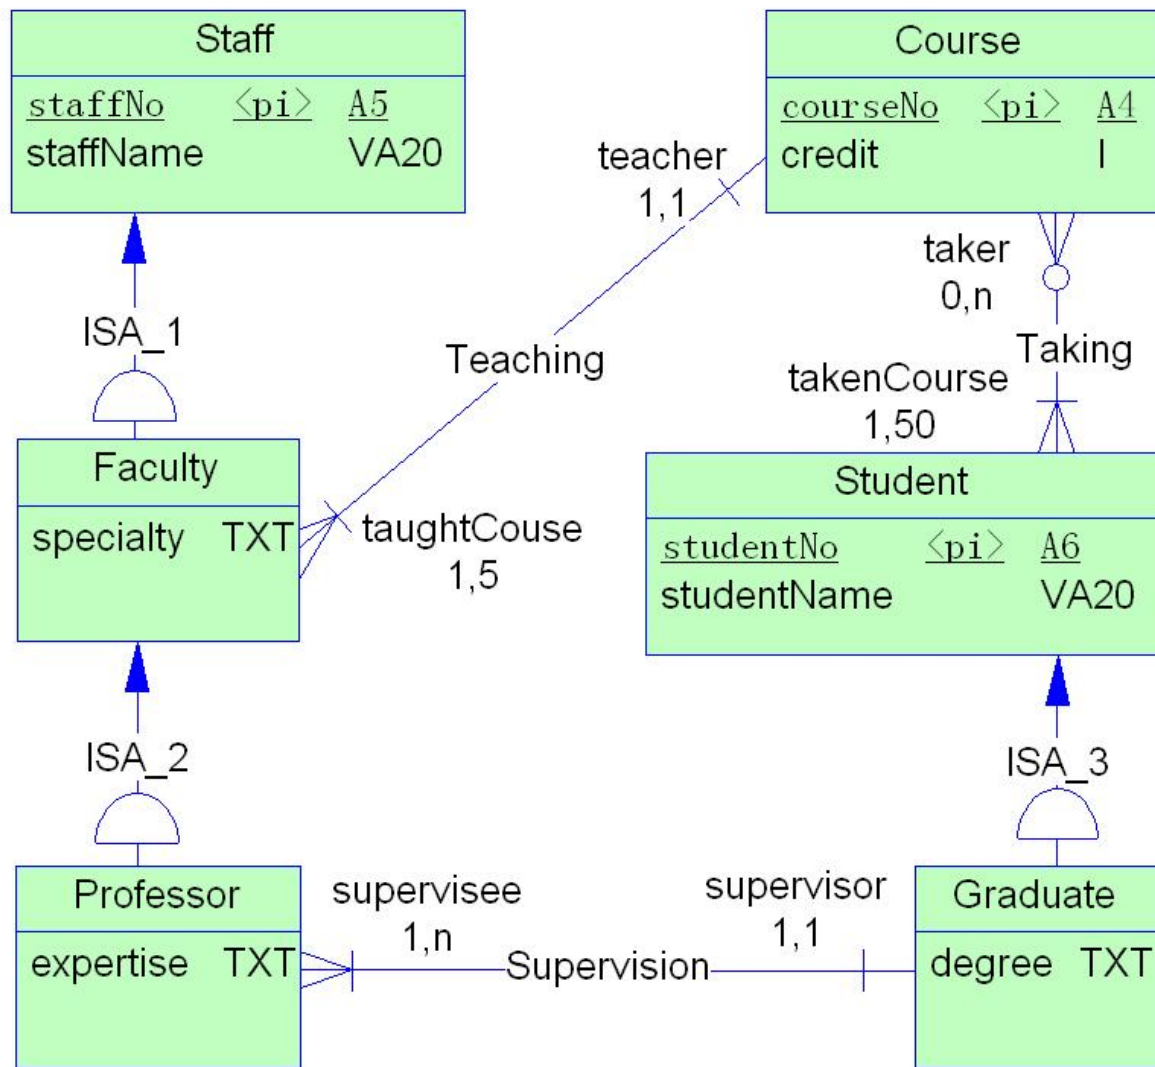 Staff
staffNo <pi> A5
staffName VA20
Course
courseNo <pi> A4
credit I
teacher
1,1
Teaching
taker
0,n
Taking
takenCourse
1,50
ISA_1
Faculty
specialty TXT
taughtCouse
1,5
Student
studentNo <pi> A6
studentName VA20
ISA_2
ISA_3
Professor
expertise TXT
supervisee
1,n
Supervision
supervisor
1,1
Graduate
degree TXT